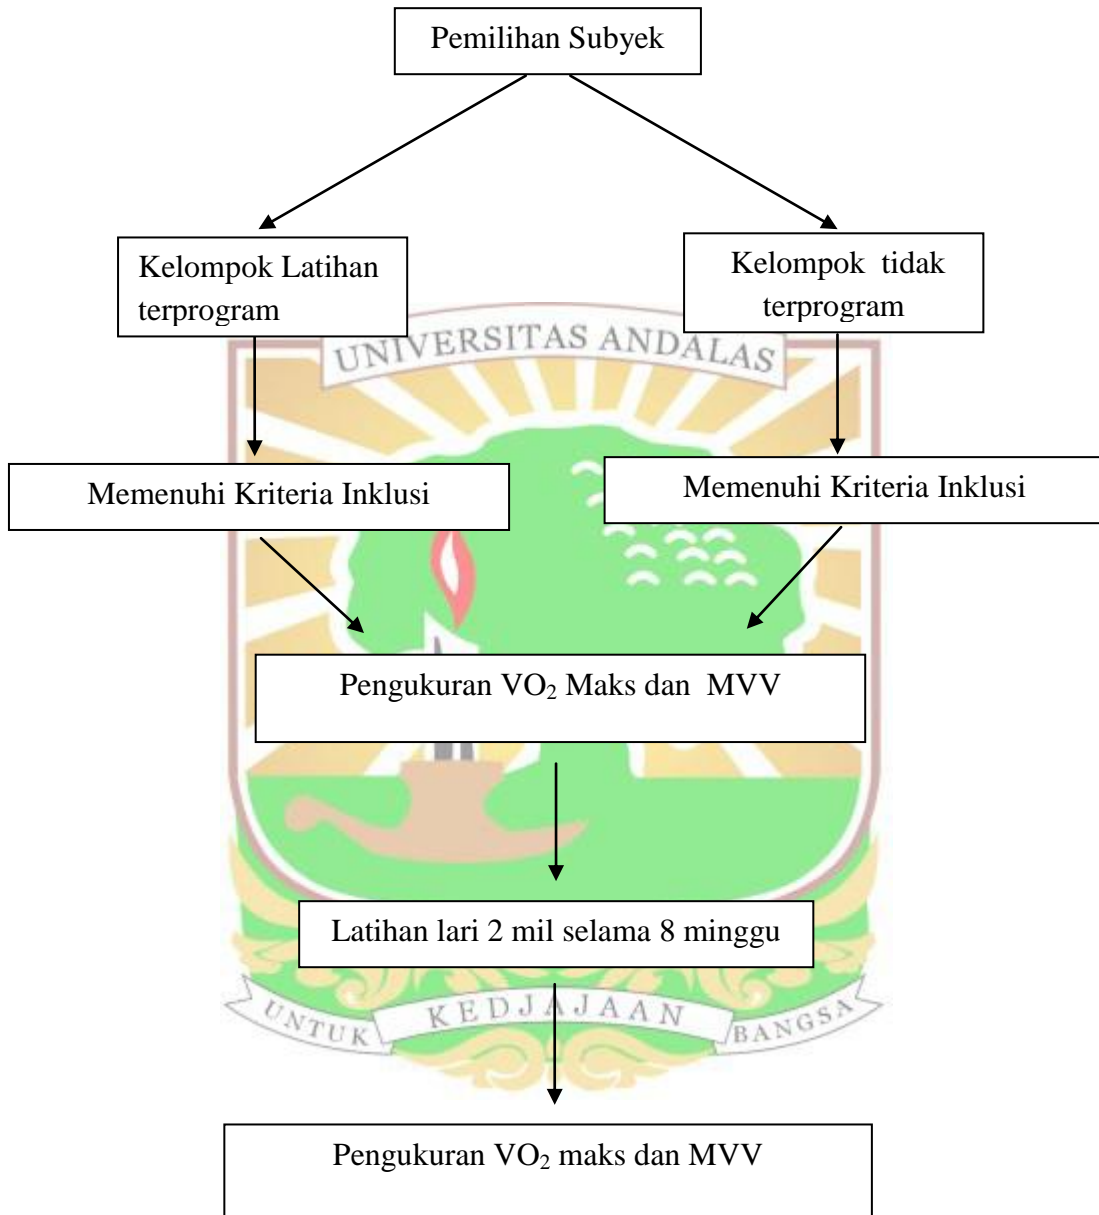 Pemilihan Subyek
Kelompok Latihan
terprogram
Kelompok tidak
terprogram
UNIVERSITAS ANDALAS
Memenuhi Kriteria Inklusi
Memenuhi Kriteria Inklusi
Pengukuran VO₂ Maks dan MVV
Latihan lari 2 mil selama 8 minggu
UNTUK KEDJAJAAN BANGSA
Pengukuran VO₂ maks dan MVV